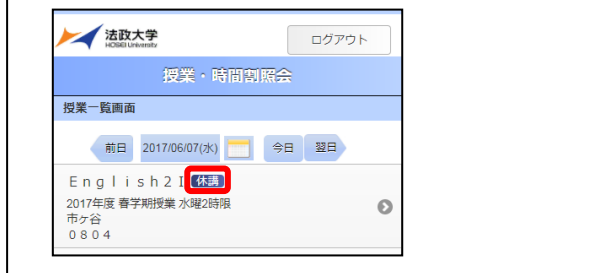 法政大学
HOSEI University
ログアウト
授業・時間割照会
授業一覧画面
前日 2017/06/07(水) 今日 翌日
English2I 休講
2017年度 春学期授業 水曜2時限
市ヶ谷
0804